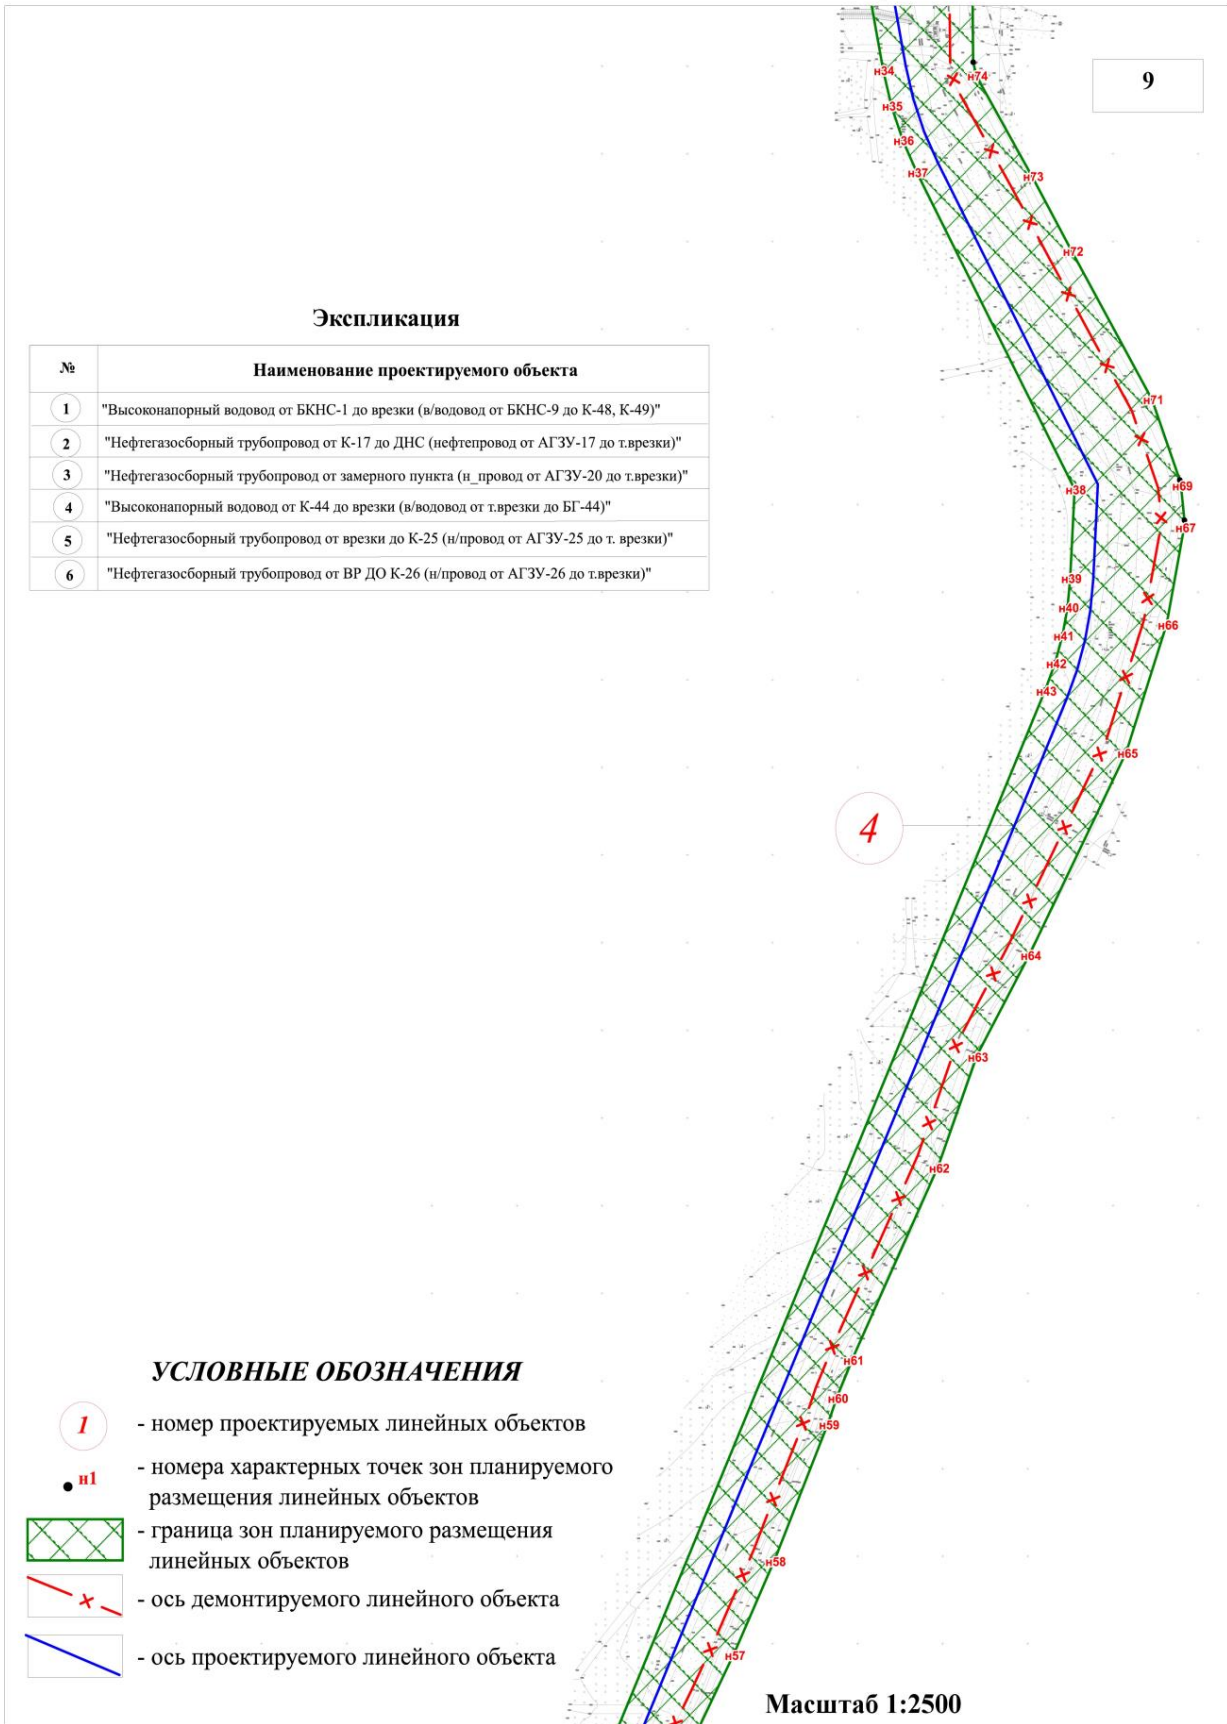 9
н34
н74
н35
н36
н37
н73
н72
Экспликация
№ Наименование проектируемого объекта
1 "Высоконапорный водовод от БКНС-1 до врезки (в/водовод от БКНС-9 до К-48, К-49)"
2 "Нефтегазосборный трубопровод от К-17 до ДНС (нефтепровод от АГЗУ-17 до т.врезки)"
3 "Нефтегазосборный трубопровод от замерного пункта (н_провод от АГЗУ-20 до т.врезки)"
4 "Высоконапорный водовод от К-44 до врезки (в/водовод от т.врезки до БГ-44)"
5 "Нефтегазосборный трубопровод от врезки до К-25 (н/провод от АГЗУ-25 до т. врезки)"
6 "Нефтегазосборный трубопровод от ВР ДО К-26 (н/провод от АГЗУ-26 до т.врезки)"
н71
н69
н38
н67
н39
н40
н66
н41
н42
н43
н65
4
н64
н63
н62
н61
н60
н59
н58
н57
УСЛОВНЫЕ ОБОЗНАЧЕНИЯ
1 - номер проектируемых линейных объектов
н1 - номера характерных точек зон планируемого
размещения линейных объектов
- граница зон планируемого размещения
линейных объектов
- ось демонтируемого линейного объекта
- ось проектируемого линейного объекта
Масштаб 1:2500